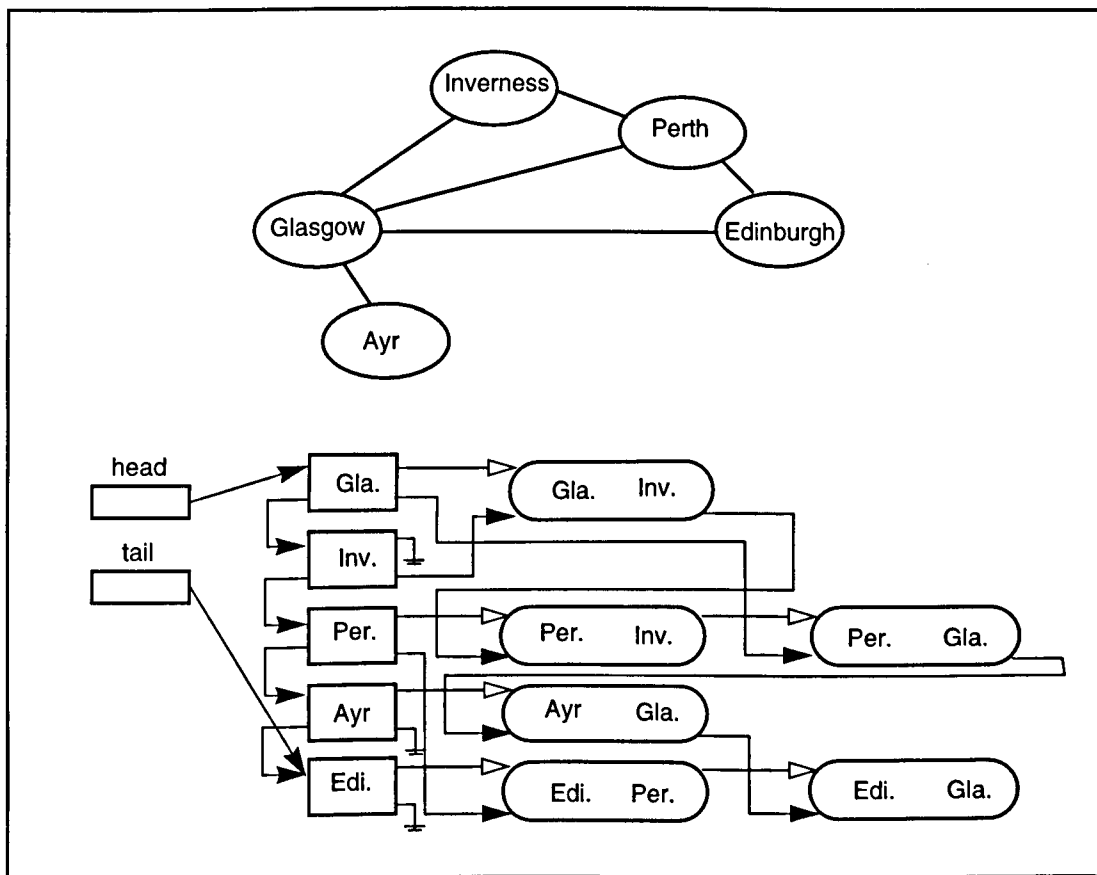 Inverness
Perth
Glasgow
Edinburgh
Ayr
head
Gla.
Gla. Inv.
tail
Inv.
Per.
Per. Inv.
Per. Gla.
Ayr
Ayr Gla.
Edi.
Edi. Per.
Edi. Gla.